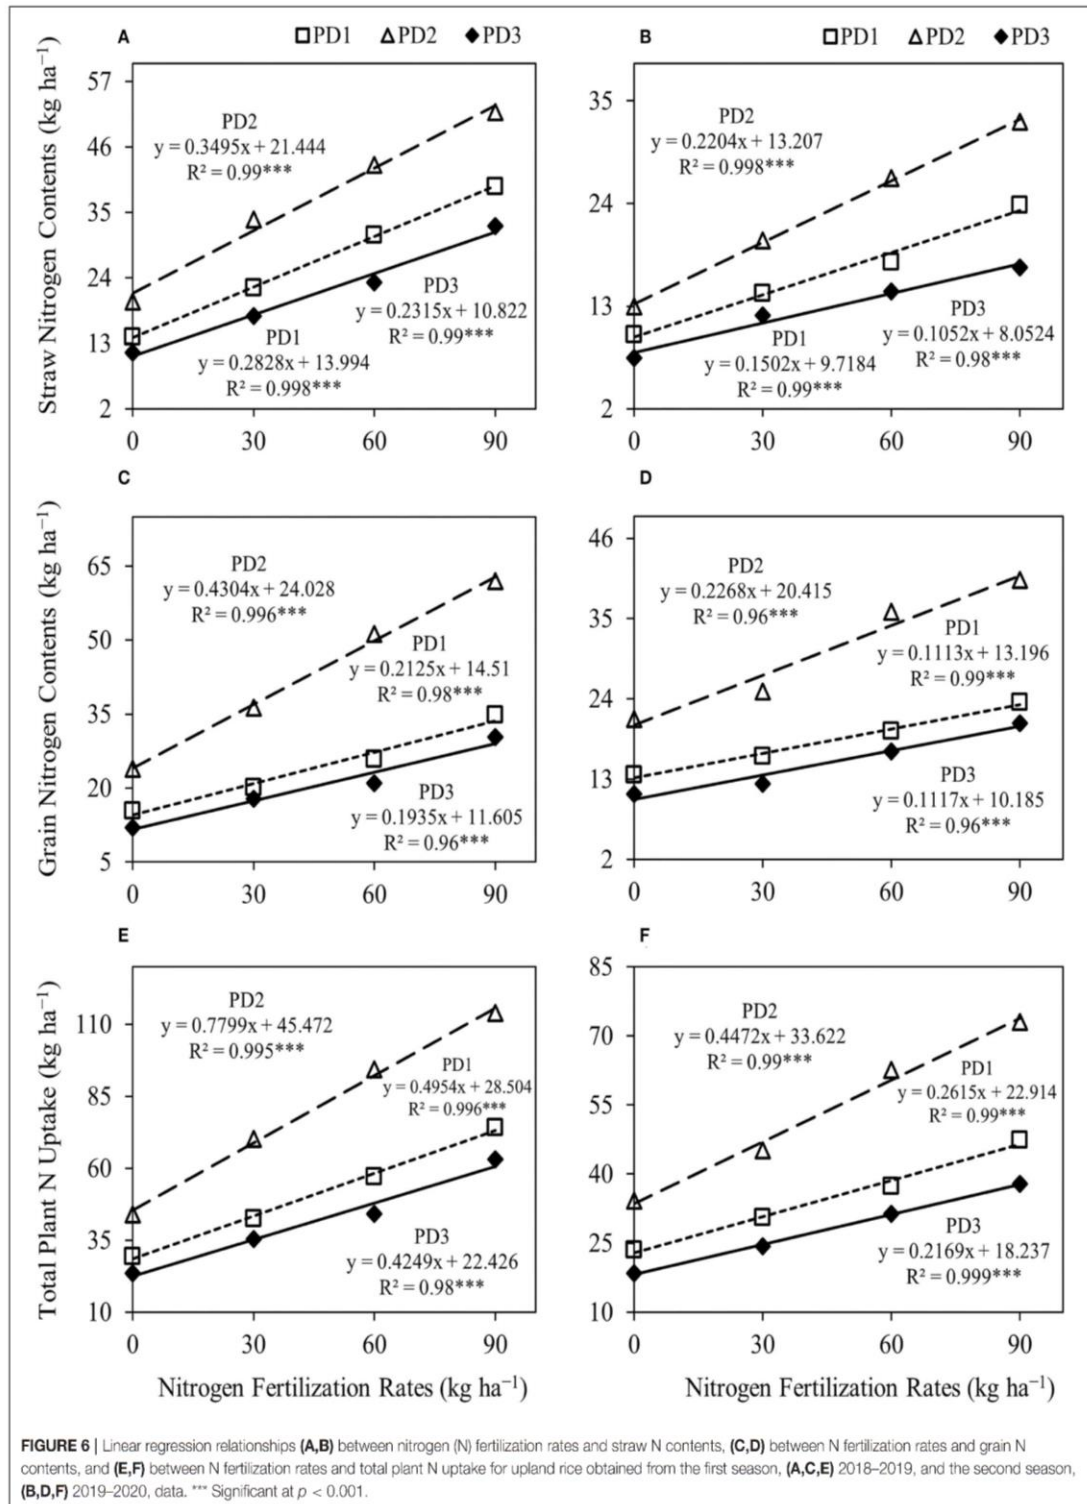 A
□PD1 △PD2 ◆PD3
Straw Nitrogen Contents (kg ha⁻¹)
57
46
35
24
13
2
PD2
y = 0.3495x + 21.444
R² = 0.99***
PD3
y = 0.2315x + 10.822
R² = 0.99***
PD1
y = 0.2828x + 13.994
R² = 0.998***
0 30 60 90
B
□PD1 △PD2 ◆PD3
35
24
13
2
PD2
y = 0.2204x + 13.207
R² = 0.998***
PD3
y = 0.1052x + 8.0524
R² = 0.98***
PD1
y = 0.1502x + 9.7184
R² = 0.99***
0 30 60 90
C
Grain Nitrogen Contents (kg ha⁻¹)
65
50
35
20
5
PD2
y = 0.4304x + 24.028
R² = 0.996***
PD1
y = 0.2125x + 14.51
R² = 0.98***
PD3
y = 0.1935x + 11.605
R² = 0.96***
0 30 60 90
D
46
35
24
13
2
PD2
y = 0.2268x + 20.415
R² = 0.96***
PD1
y = 0.1113x + 13.196
R² = 0.99***
PD3
y = 0.1117x + 10.185
R² = 0.96***
0 30 60 90
E
Total Plant N Uptake (kg ha⁻¹)
110
85
60
35
10
PD2
y = 0.7799x + 45.472
R² = 0.995***
PD1
y = 0.4954x + 28.504
R² = 0.996***
PD3
y = 0.4249x + 22.426
R² = 0.98***
0 30 60 90
Nitrogen Fertilization Rates (kg ha⁻¹)
F
85
70
55
40
25
10
PD2
y = 0.4472x + 33.622
R² = 0.99***
PD1
y = 0.2615x + 22.914
R² = 0.99***
PD3
y = 0.2169x + 18.237
R² = 0.999***
0 30 60 90
Nitrogen Fertilization Rates (kg ha⁻¹)
FIGURE 6 | Linear regression relationships (A,B) between nitrogen (N) fertilization rates and straw N contents, (C,D) between N fertilization rates and grain N
contents, and (E,F) between N fertilization rates and total plant N uptake for upland rice obtained from the first season, (A,C,E) 2018–2019, and the second season,
(B,D,F) 2019–2020, data. *** Significant at p < 0.001.